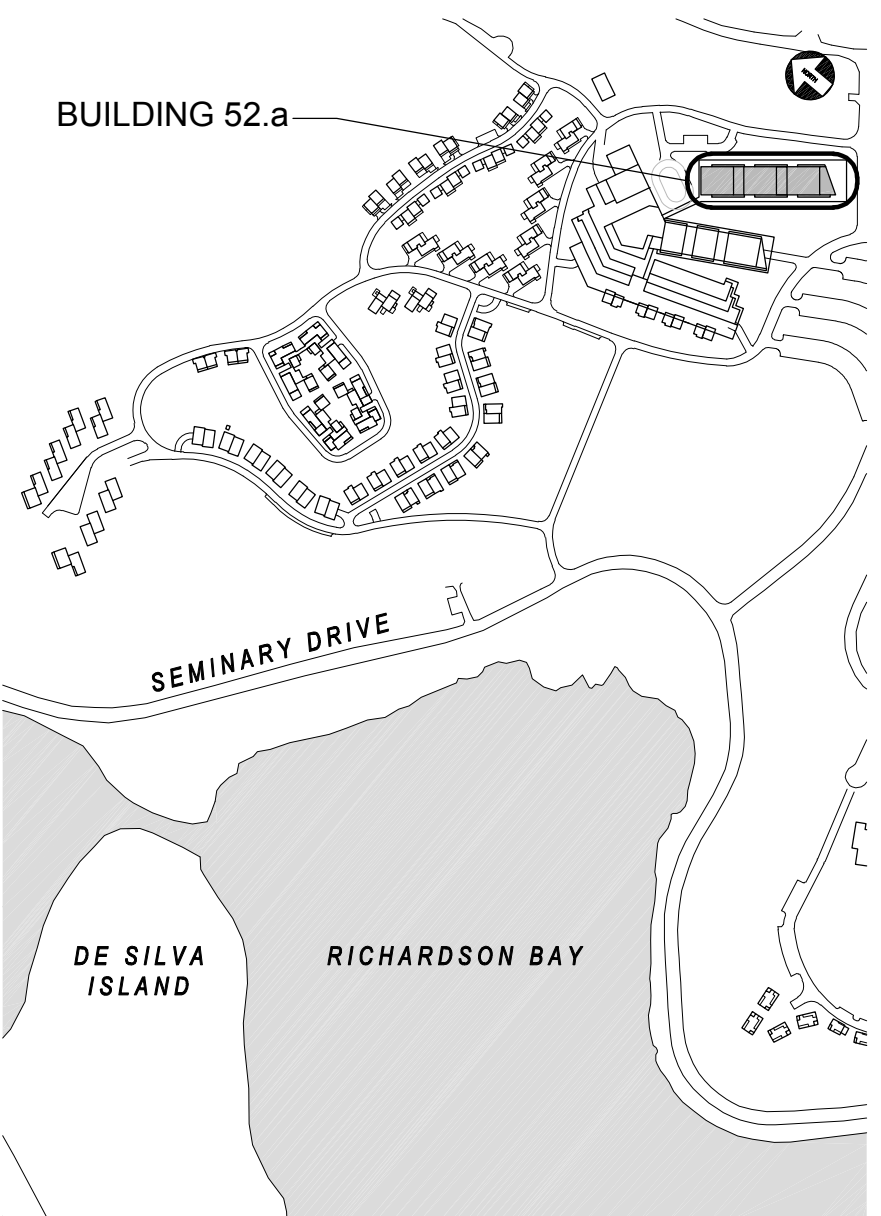 BUILDING 52.a
NORTH
SEMINARY DRIVE
DE SILVA
ISLAND
RICHARDSON BAY